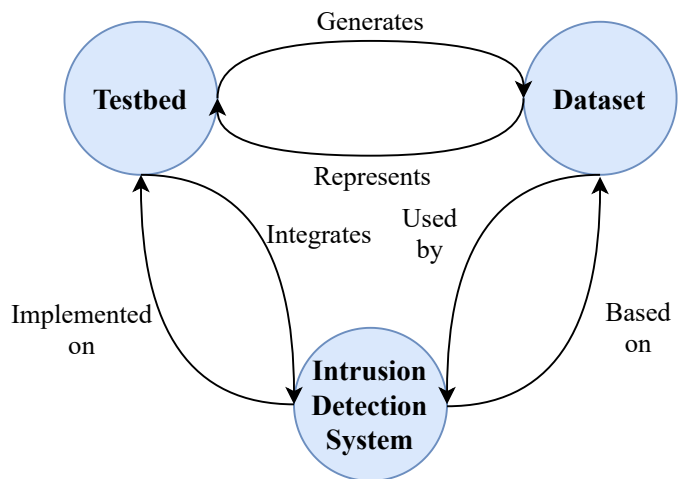 Generates
Testbed
Dataset
Represents
Integrates
Used
by
Implemented
on
Based
on
Intrusion
Detection
System